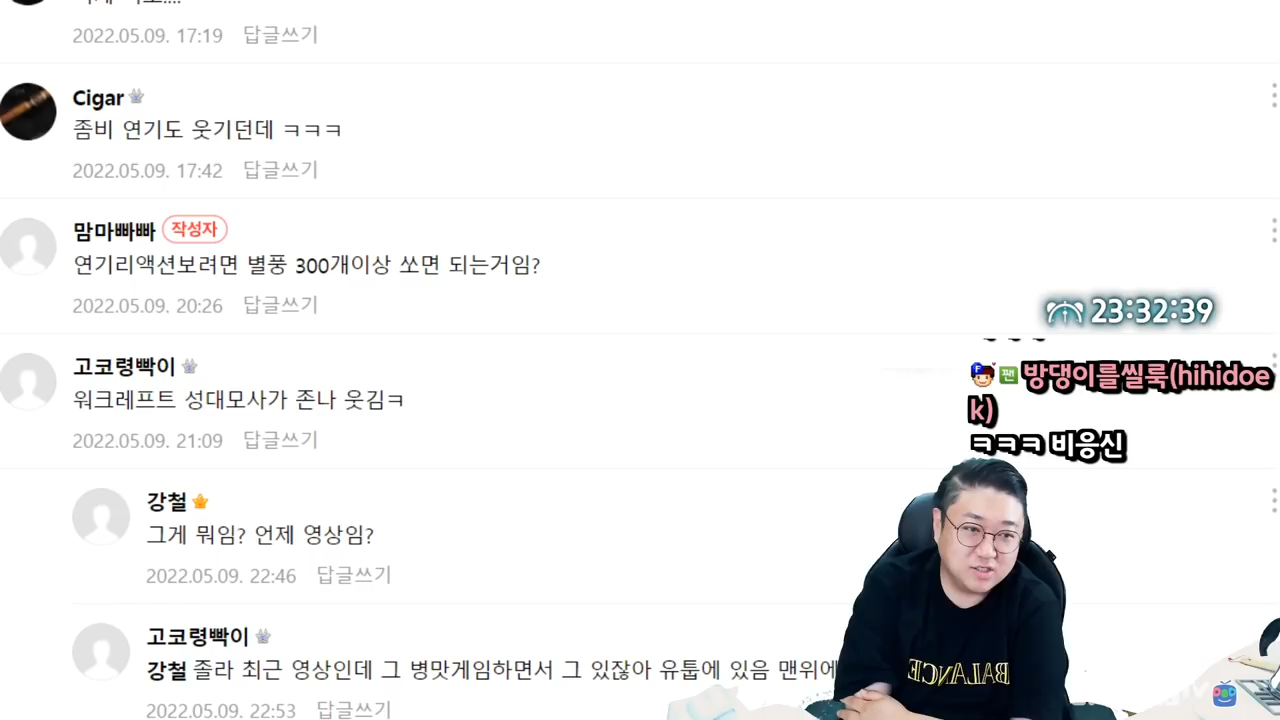 2022.05.09. 17:19 답글쓰기
Cigar
좀비 연기도 웃기던데 ㅋㅋㅋ
2022.05.09. 17:42 답글쓰기
맘마빠빠 작성자
연기리액션보려면 별풍 300개이상 쏘면 되는거임?
2022.05.09. 20:26 답글쓰기
23:32:39
고코령빡이
워크레프트 성대모사가 존나 웃김ㅋ
2022.05.09. 21:09 답글쓰기
F 팬 방댕이를씰룩(hihidoe
k)
ㅋㅋㅋ 비응신
강철
그게 뭐임? 언제 영상임?
2022.05.09. 22:46 답글쓰기
고코령빡이
강철 졸라 최근 영상인데 그 병맛게임하면서 그 있잖아 유툽에 있음 맨위에
2022.05.09. 22:53 답글쓰기
BALANCE